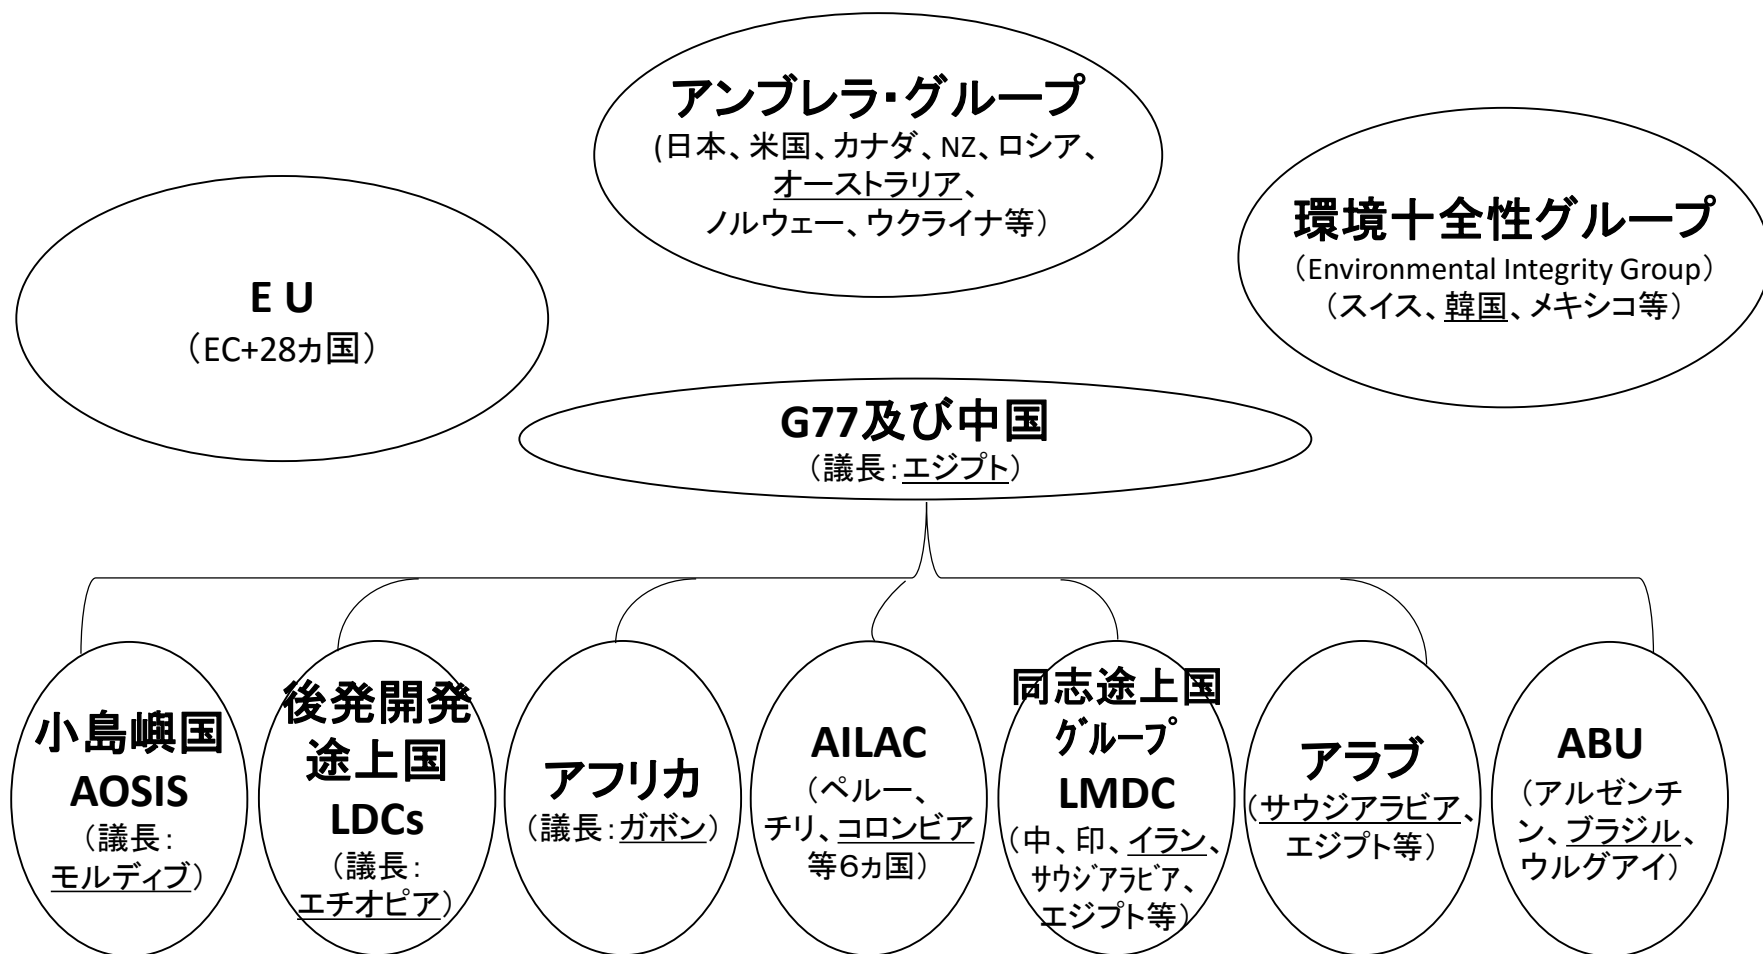 アンブレラ・グループ
(日本、米国、カナダ、NZ、ロシア、
オーストラリア、
ノルウェー、ウクライナ等）
環境十全性グループ
（Environmental Integrity Group）
（スイス、韓国、メキシコ等）
E U
（EC+28カ国）
G77及び中国
（議長：エジプト）
小島嶼国
AOSIS
（議長：
モルディブ）
後発開発
途上国
LDCs
（議長：
エチオピア）
アフリカ
（議長：ガボン）
AILAC
（ペルー、
チリ、コロンビア
等６ヵ国）
同志途上国
ｸﾞﾙｰﾌﾟ
LMDC
（中、印、イラン、
ｻｳｼﾞｱﾗﾋﾞｱ、
エジプト等）
アラブ
（サウジアラビア、
エジプト等）
ABU
（アルゼンチ
ン、ブラジル、
ウルグアイ）